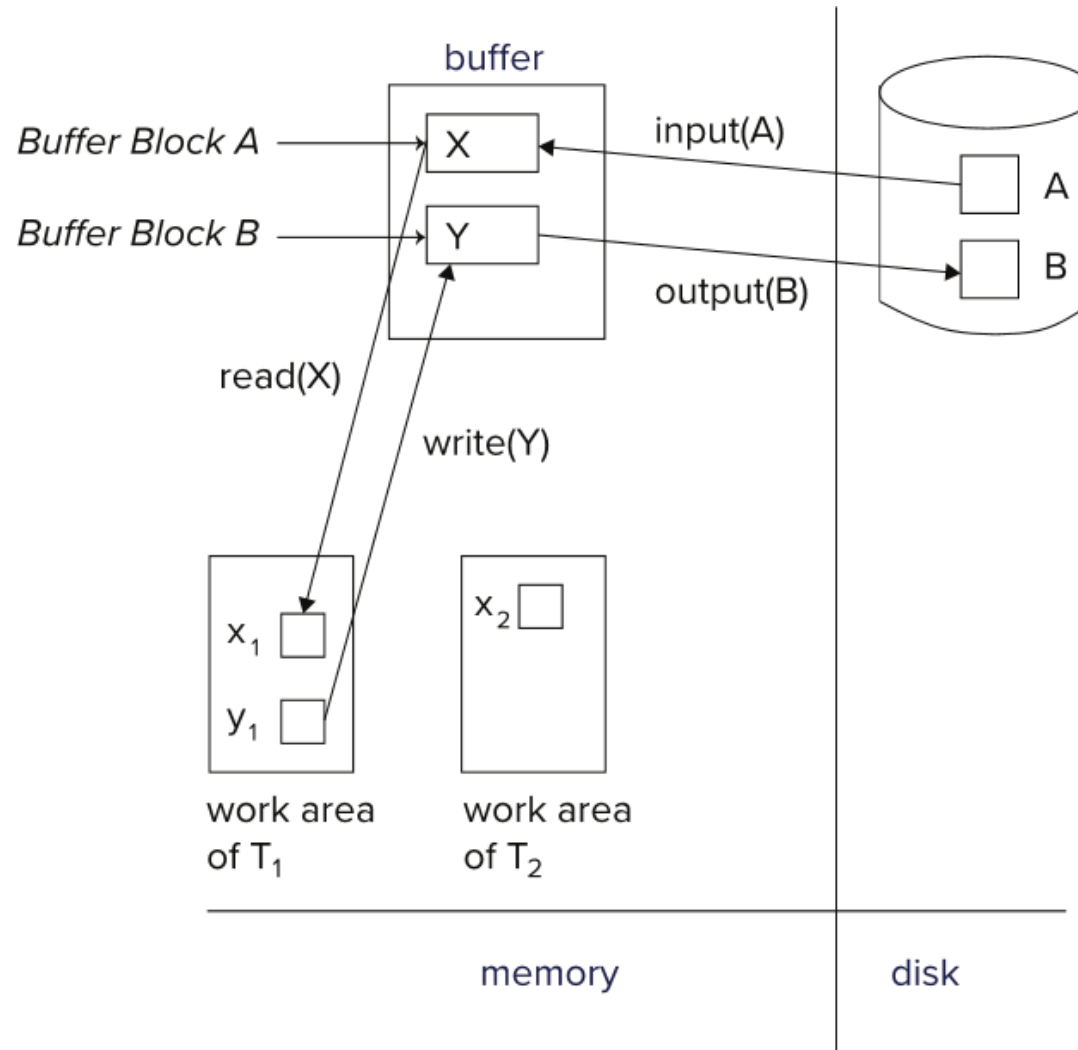 buffer
Buffer Block A
X
input(A)
A
Buffer Block B
Y
B
output(B)
read(X)
write(Y)
x₁
x₂
y₁
work area
of T₁
work area
of T₂
memory
disk